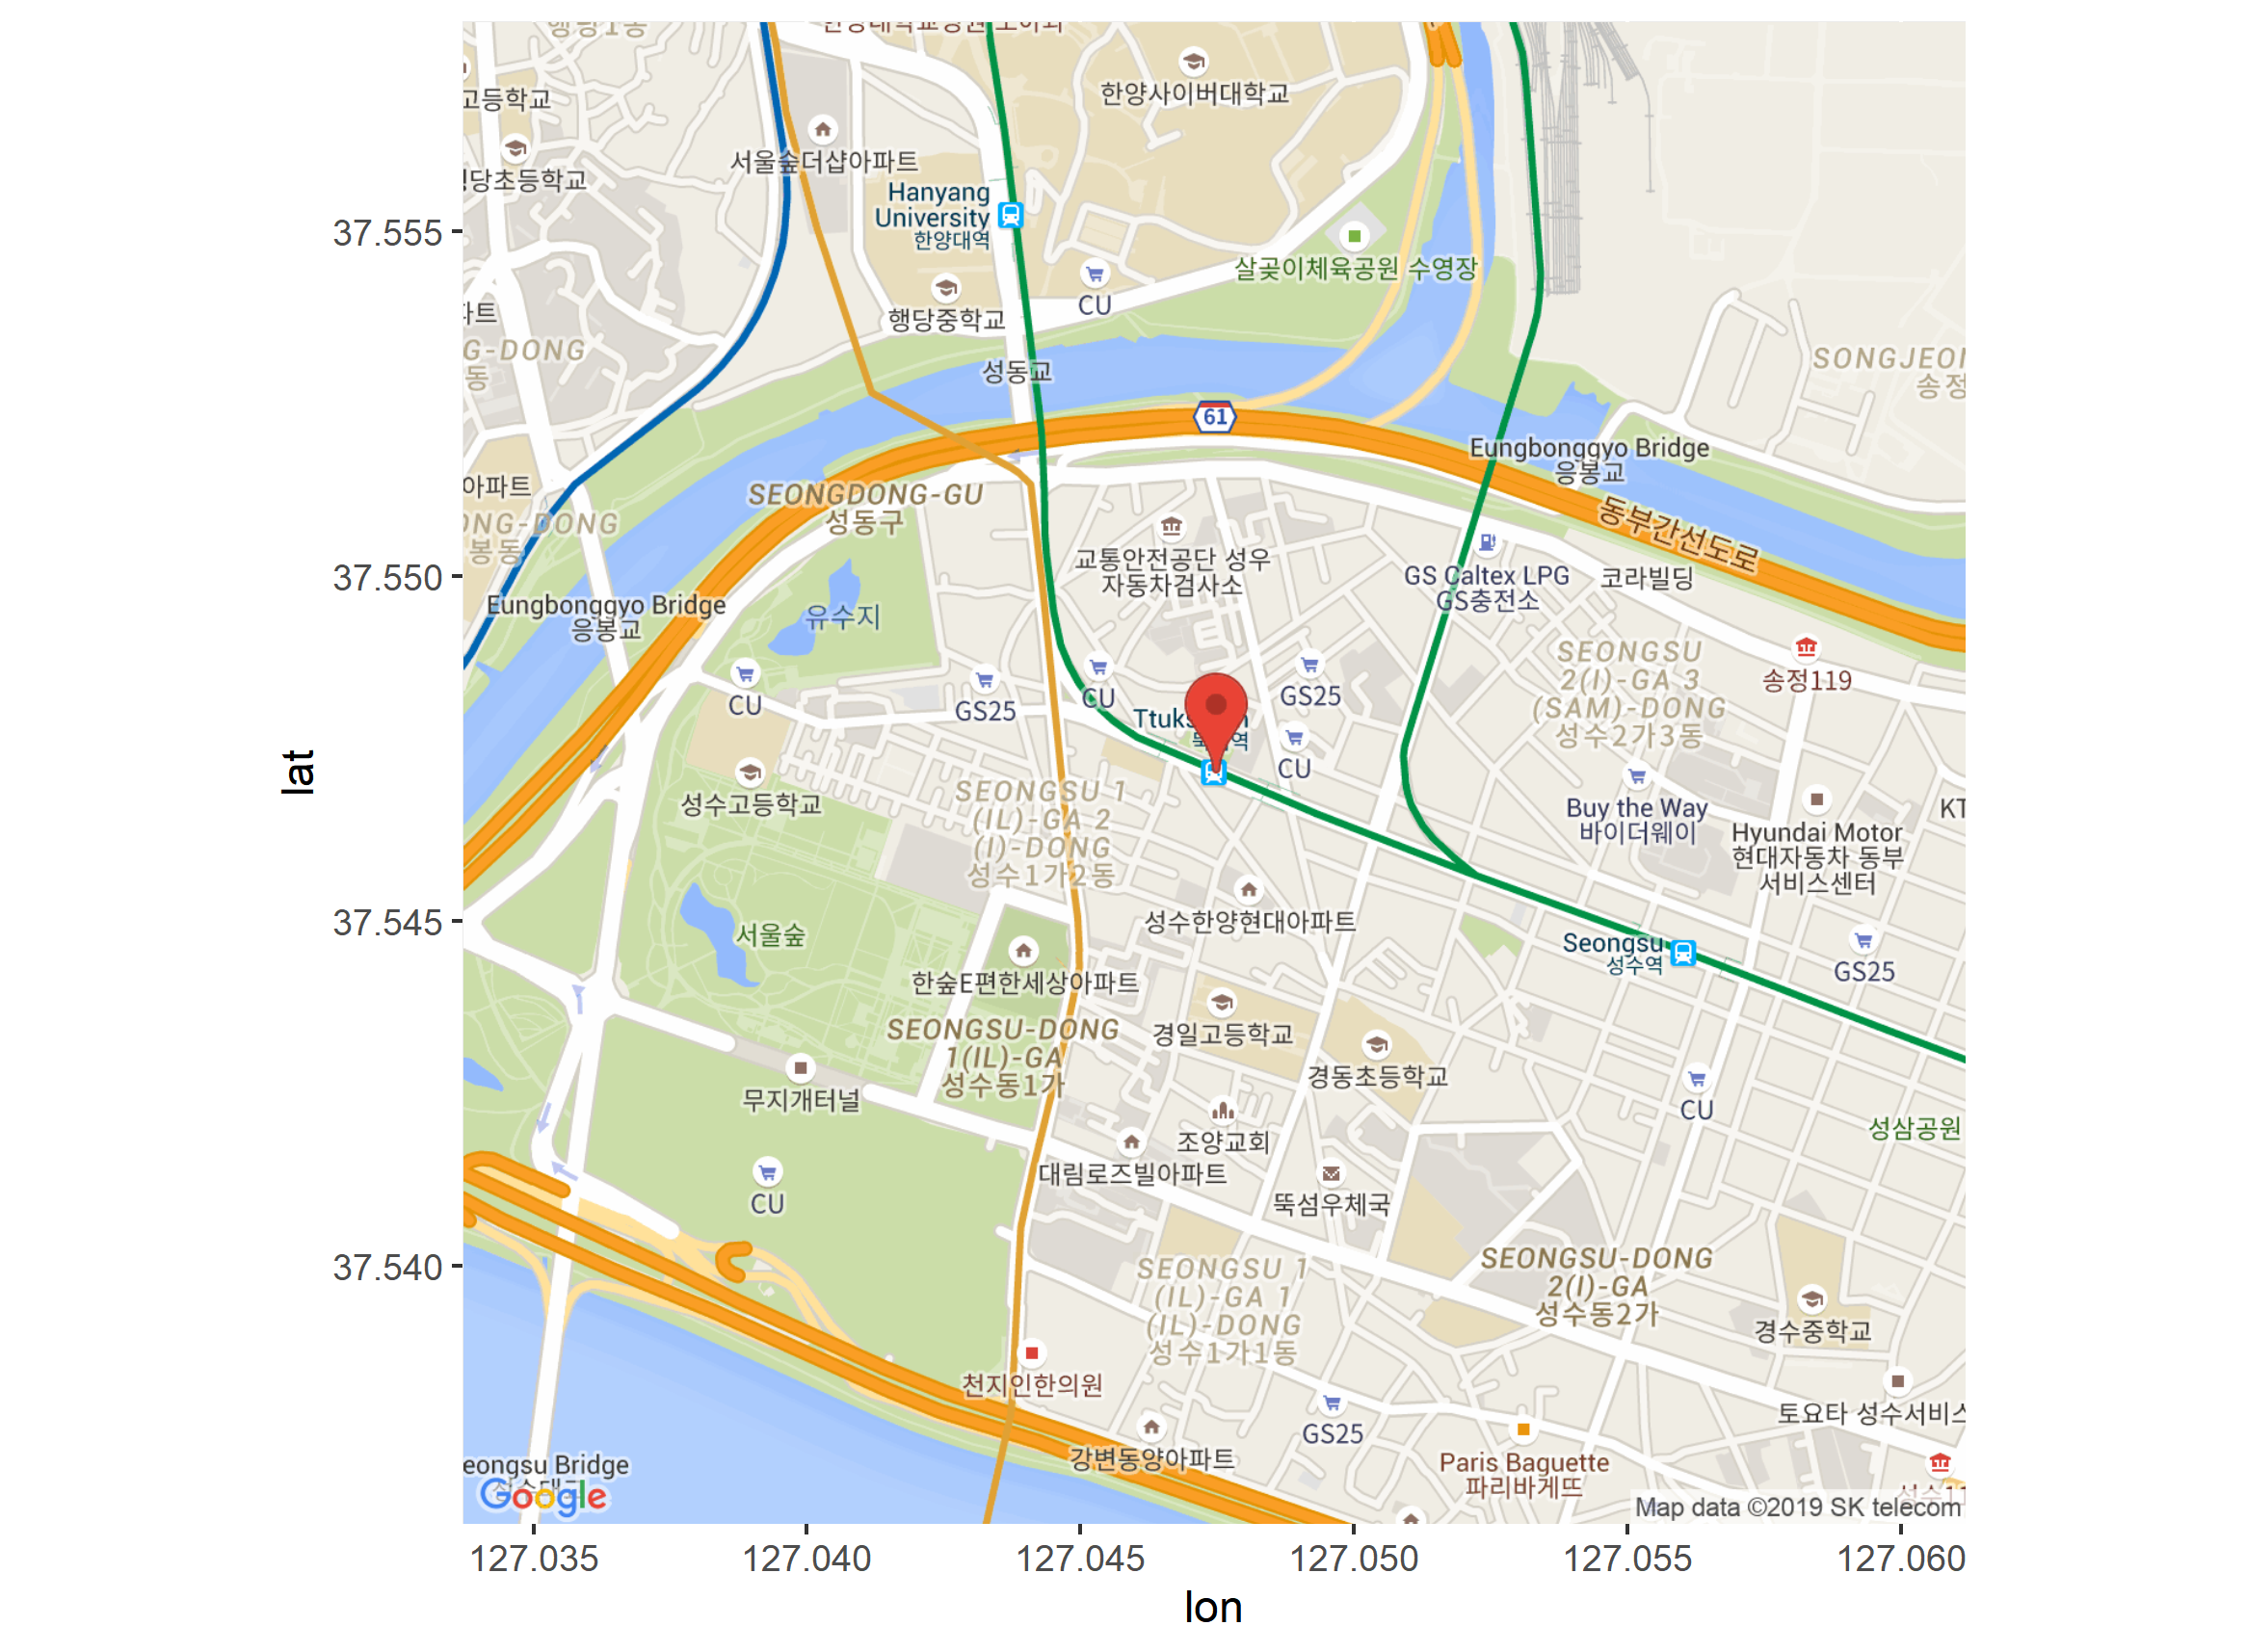 행당1동
한양사이버대학교
고등학교
서울숲더샵아파트
당초등학교
Hanyang
University
한양대역
37.555
살곶이체육공원 수영장
CU
행당중학교
파트
G-DONG
동
성동교
SONGJEO
송정
61
Eungbonggyo Bridge
응봉교
아파트
SEONGDONG-GU
성동구
ONG-DONG
봉동
동부간선도로
교통안전공단 성우
자동차검사소
37.550
GS Caltex LPG
GS충전소
코라빌딩
Eungbonggyo Bridge
응봉교
유수지
SEONGSU
2(I)-GA 3
(SAM)-DONG
성수2가3동
송정119
CU
GS25
CU
GS25
역
CU
lat
성수고등학교
SEONGSU 1
(IL)-GA 2
(I)-DONG
성수1가2동
Buy the Way
바이더웨이
Hyundai Motor
현대자동차 동부
서비스센터
KT
37.545
서울숲
성수한양현대아파트
Seongsu
성수역
GS25
한숲E편한세상아파트
SEONGSU-DONG
1(IL)-GA
성수동1가
경일고등학교
경동초등학교
무지개터널
CU
성삼공원
조양교회
대림로즈빌아파트
CU
뚝섬우체국
37.540
SEONGSU 1
(IL)-GA 1
(IL)-DONG
성수1가1동
SEONGSU-DONG
2(I)-GA
성수동2가
경수중학교
천지인한의원
GS25
토요타 성수서비스
강변동양아파트
Paris Baguette
파리바게뜨
eongsu Bridge
Google
Map data ©2019 SK telecom
127.035
127.040
127.045
127.050
127.055
127.060
lon